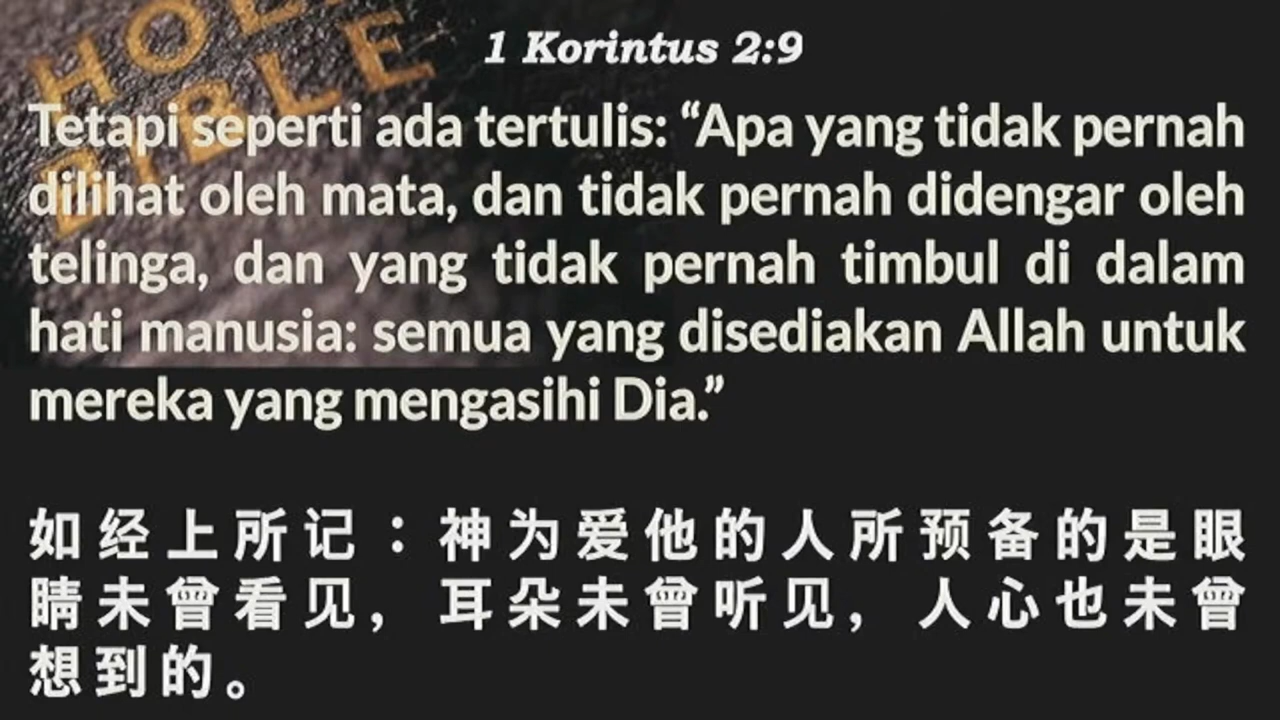 HOLY
BIBLE
1 Korintus 2:9
Tetapi seperti ada tertulis: “Apa yang tidak pernah
dilihat oleh mata, dan tidak pernah didengar oleh
telinga, dan yang tidak pernah timbul di dalam
hati manusia: semua yang disediakan Allah untuk
mereka yang mengasihi Dia.”
如经上所记：神为爱他的人所预备的是眼
睛未曾看见，耳朵未曾听见，人心也未曾
想到的。